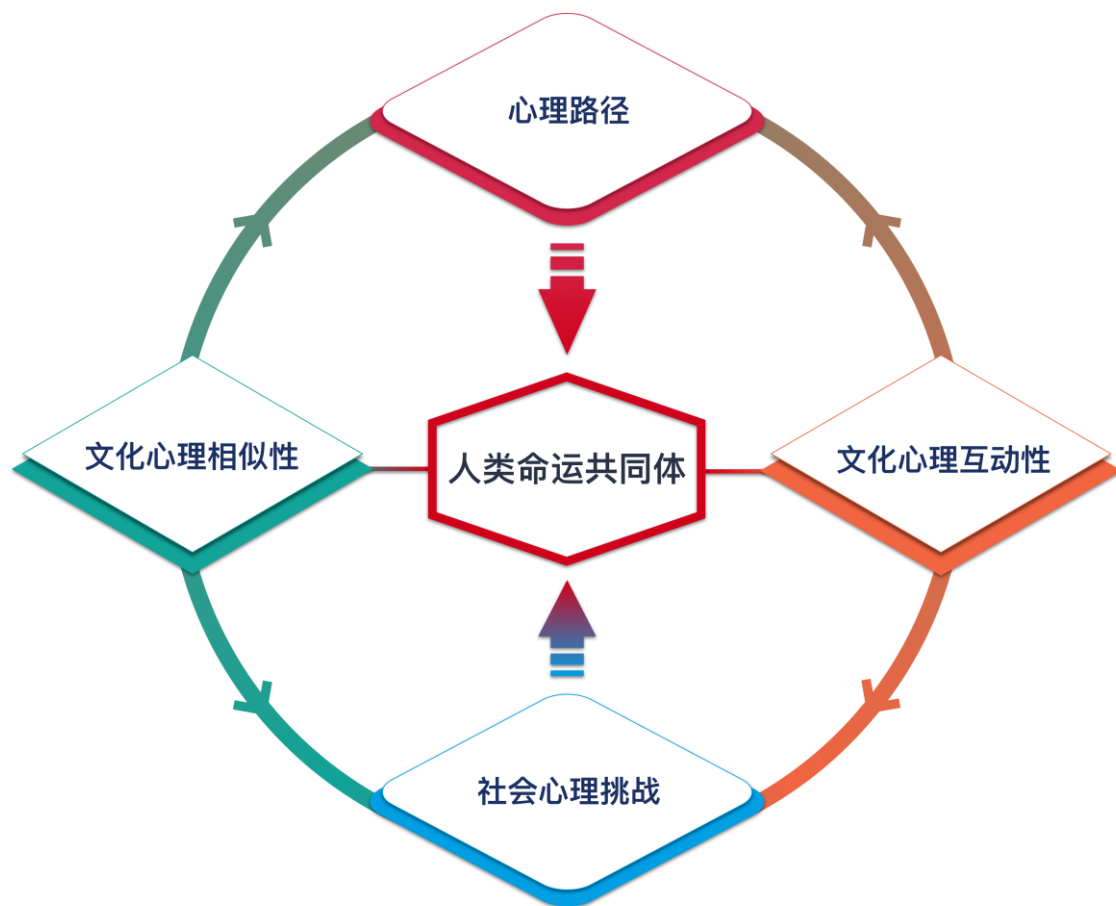 心理路径
文化心理相似性
人类命运共同体
文化心理互动性
社会心理挑战